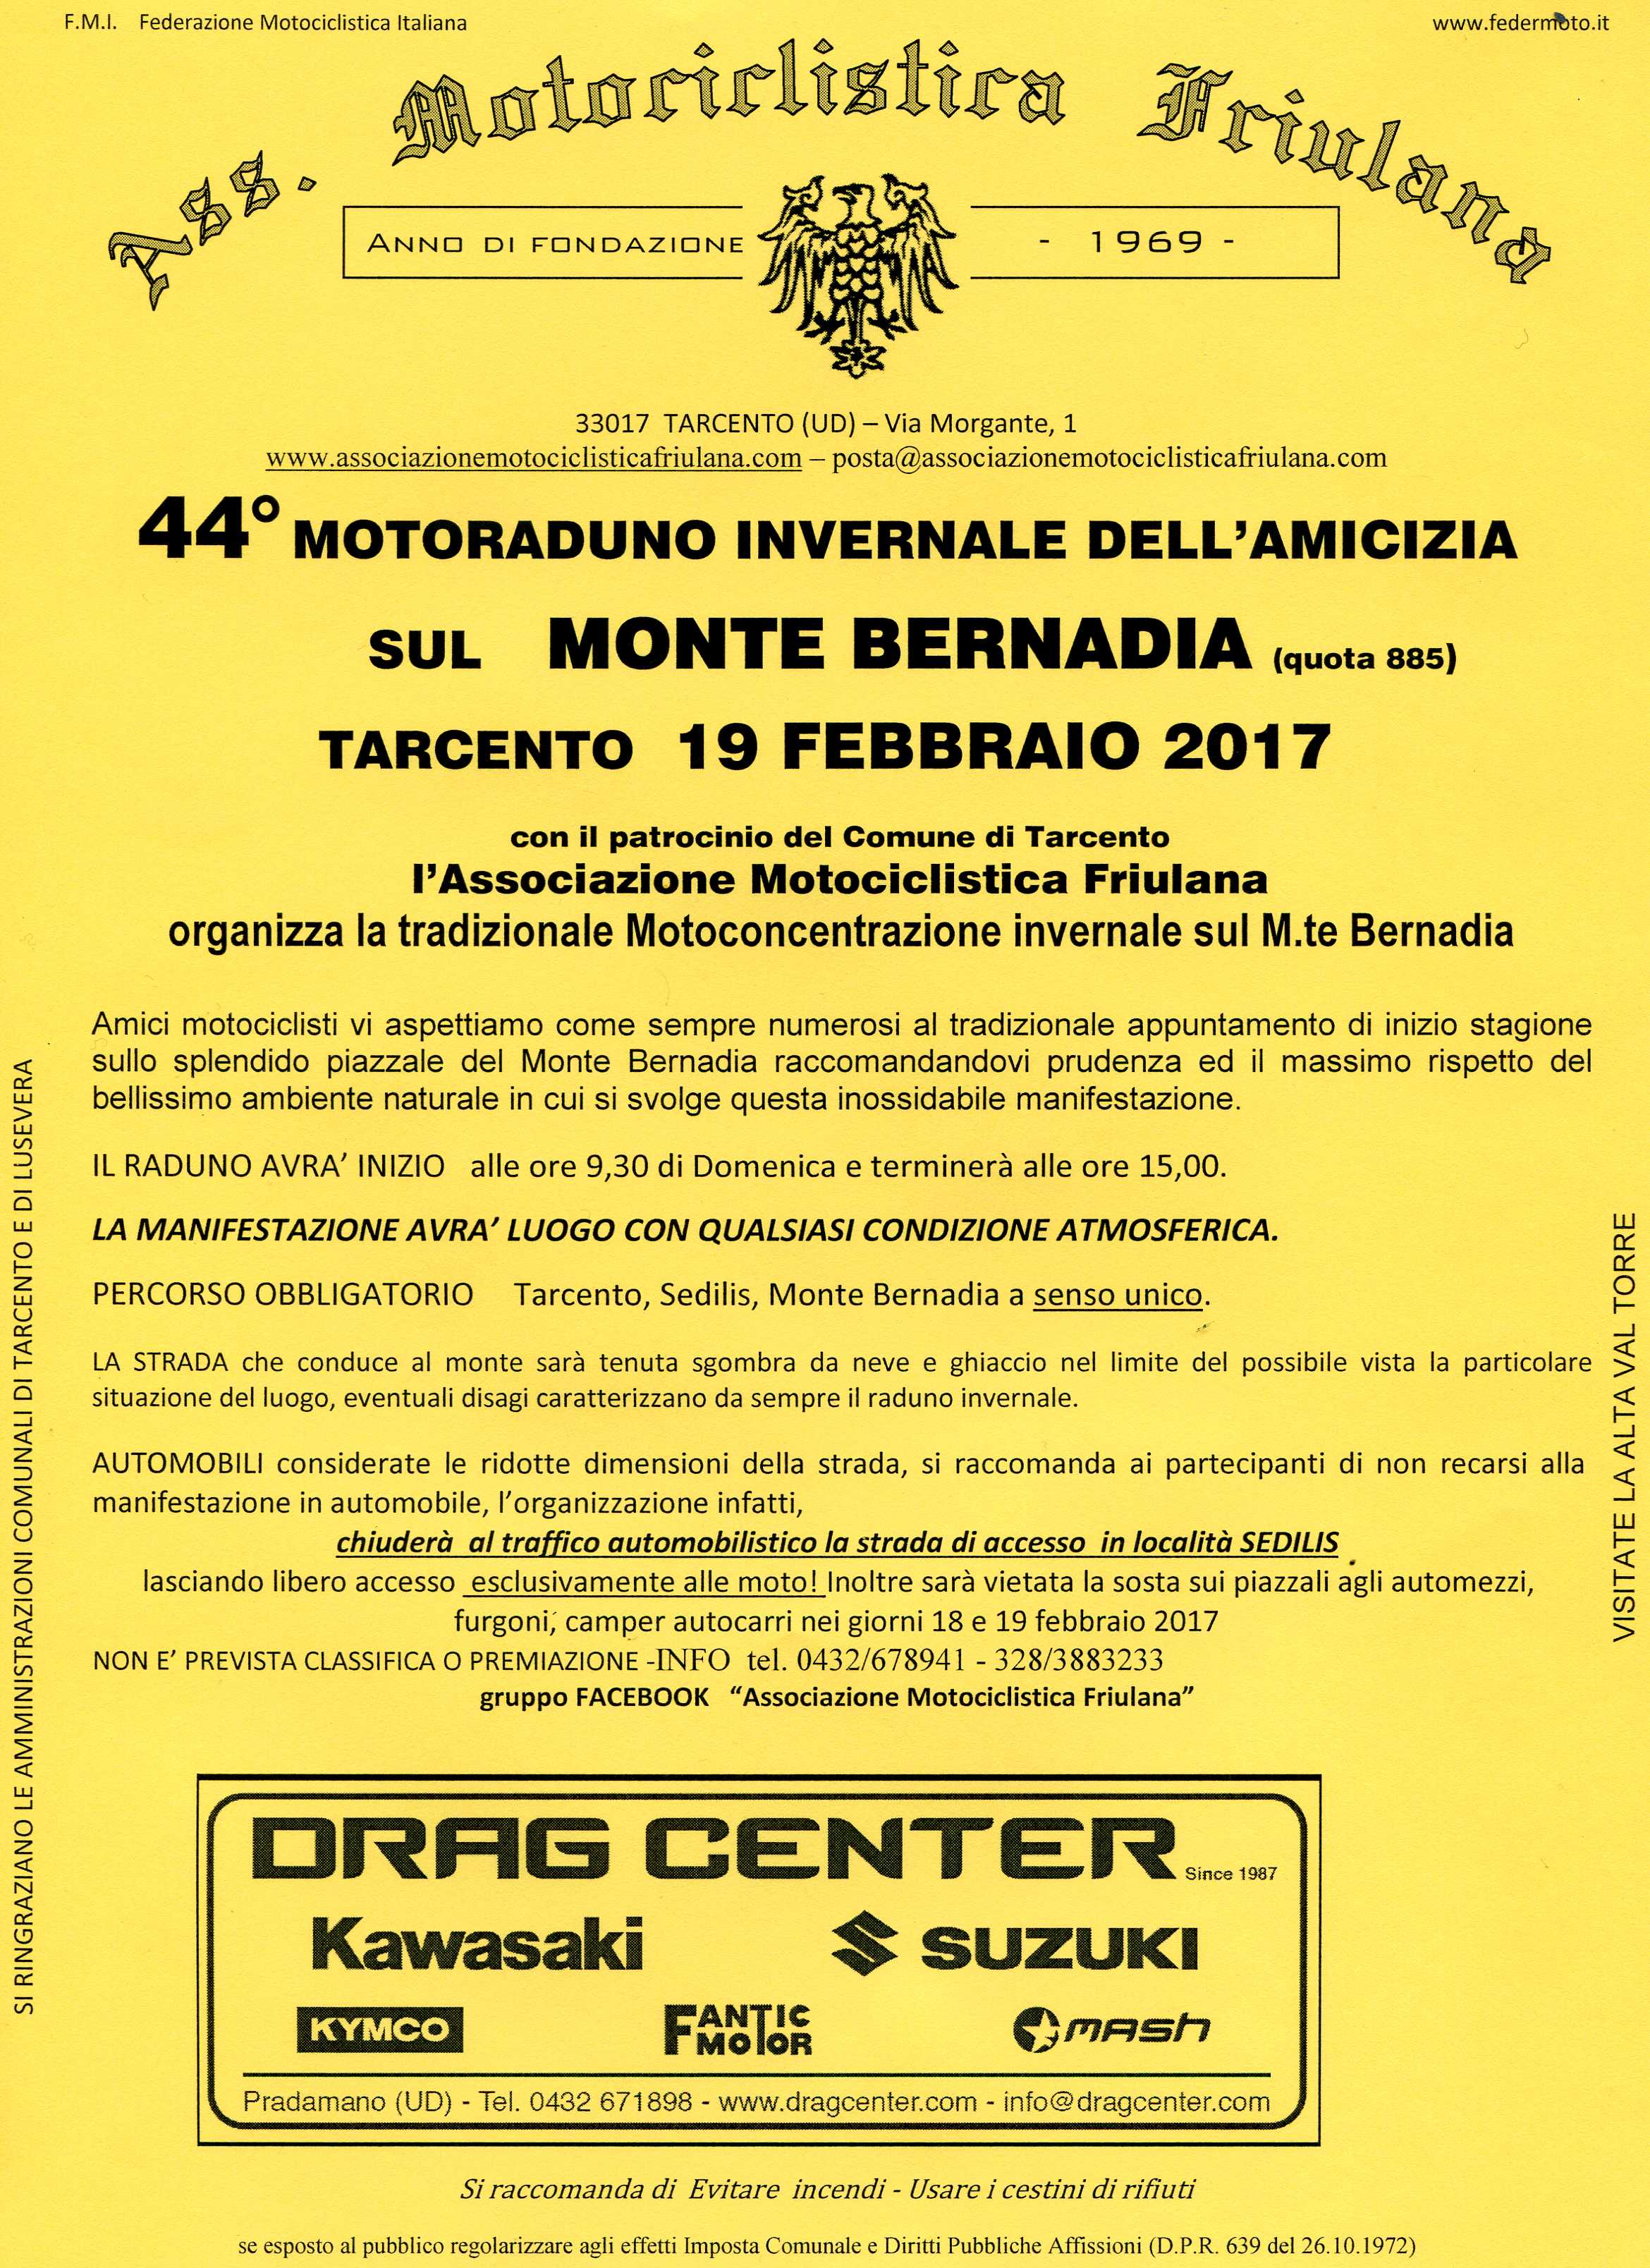 F.M.I. Federazione Motociclistica Italiana
www.federmoto.it
Ass. Motociclistica Friulana
ANNO DI FONDAZIONE - 1969 -
33017 TARCENTO (UD) – Via Morgante, 1
www.associazionemotociclisticafriulana.com – posta@associazionemotociclisticafriulana.com
44° MOTORADUNO INVERNALE DELL'AMICIZIA
SUL MONTE BERNADIA (quota 885)
TARCENTO 19 FEBBRAIO 2017
con il patrocinio del Comune di Tarcento
l'Associazione Motociclistica Friulana
organizza la tradizionale Motoconcentrazione invernale sul M.te Bernadia
Amici motociclisti vi aspettiamo come sempre numerosi al tradizionale appuntamento di inizio stagione
sullo splendido piazzale del Monte Bernadia raccomandandovi prudenza ed il massimo rispetto del
bellissimo ambiente naturale in cui si svolge questa inossidabile manifestazione.
IL RADUNO AVRA' INIZIO alle ore 9,30 di Domenica e terminerà alle ore 15,00.
LA MANIFESTAZIONE AVRA' LUOGO CON QUALSIASI CONDIZIONE ATMOSFERICA.
PERCORSO OBBLIGATORIO Tarcento, Sedilis, Monte Bernadia a senso unico.
LA STRADA che conduce al monte sarà tenuta sgombra da neve e ghiaccio nel limite del possibile vista la particolare
situazione del luogo, eventuali disagi caratterizzano da sempre il raduno invernale.
AUTOMOBILI considerate le ridotte dimensioni della strada, si raccomanda ai partecipanti di non recarsi alla
manifestazione in automobile, l'organizzazione infatti,
chiuderà al traffico automobilistico la strada di accesso in località SEDILIS
lasciando libero accesso esclusivamente alle moto! Inoltre sarà vietata la sosta sui piazzali agli automezzi,
furgoni, camper autocarri nei giorni 18 e 19 febbraio 2017
NON E' PREVISTA CLASSIFICA O PREMIAZIONE -INFO tel. 0432/678941 - 328/3883233
gruppo FACEBOOK "Associazione Motociclistica Friulana"
SI RINGRAZIANO LE AMMINISTRAZIONI COMUNALI DI TARCENTO E DI LUSEVERA
VISITATE LA ALTA VAL TORRE
DRAG CENTER Since 1987
Kawasaki SUZUKI
KYMCO FANTIC MOTOR MASH
Pradamano (UD) - Tel. 0432 671898 - www.dragcenter.com - info@dragcenter.com
Si raccomanda di Evitare incendi - Usare i cestini di rifiuti
se esposto al pubblico regolarizzare agli effetti Imposta Comunale e Diritti Pubbliche Affissioni (D.P.R. 639 del 26.10.1972)